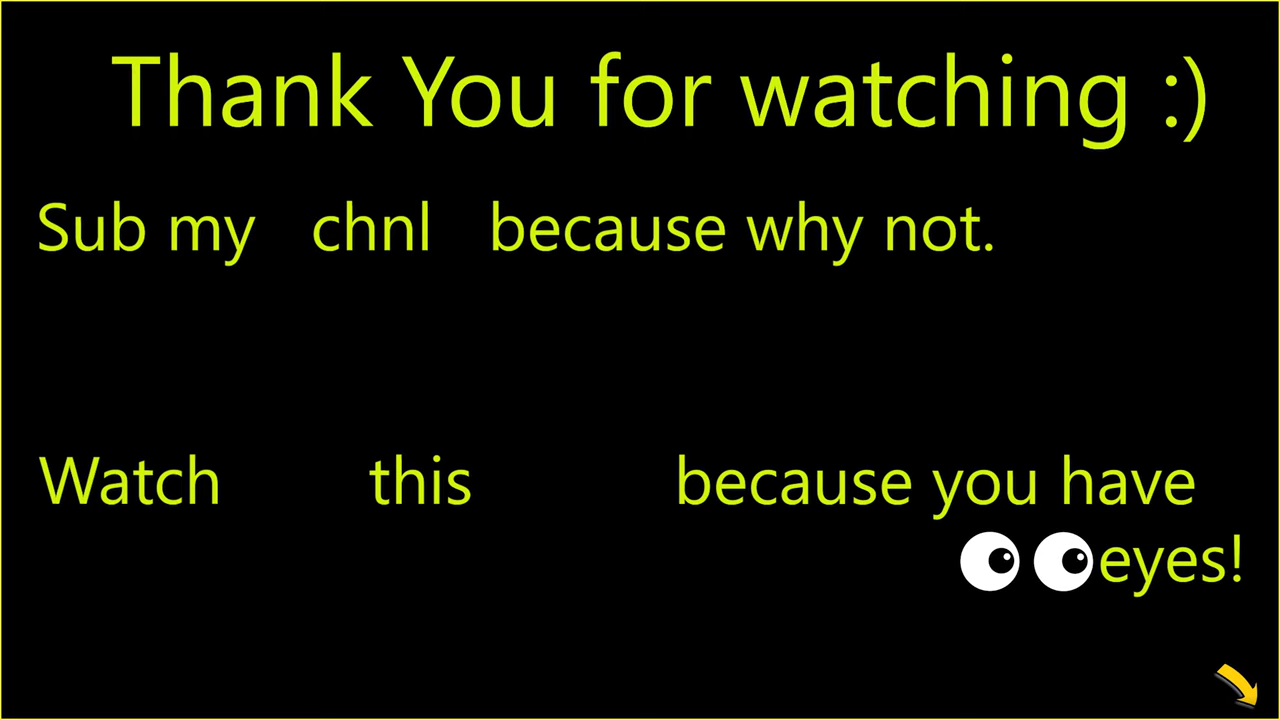 Thank You for watching :)
Sub my chnl because why not.
Watch this because you have
eyes!